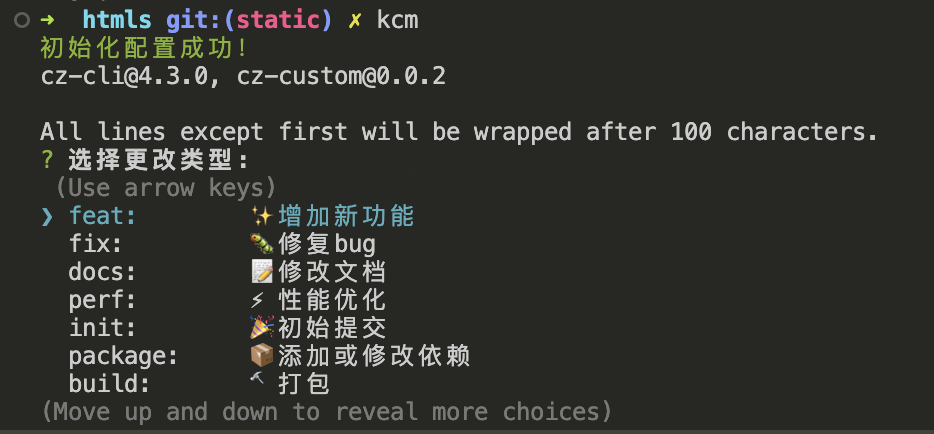 ➜ htmls git:(static) ✗ kcm
初始化配置成功!
cz-cli@4.3.0, cz-custom@0.0.2
All lines except first will be wrapped after 100 characters.
? 选择更改类型:
(Use arrow keys)
❯ feat: ✨增加新功能
fix: 🐛修复bug
docs: 📝修改文档
perf: ⚡性能优化
init: 🎉初始提交
package: 📦添加或修改依赖
build: 🔨打包
(Move up and down to reveal more choices)